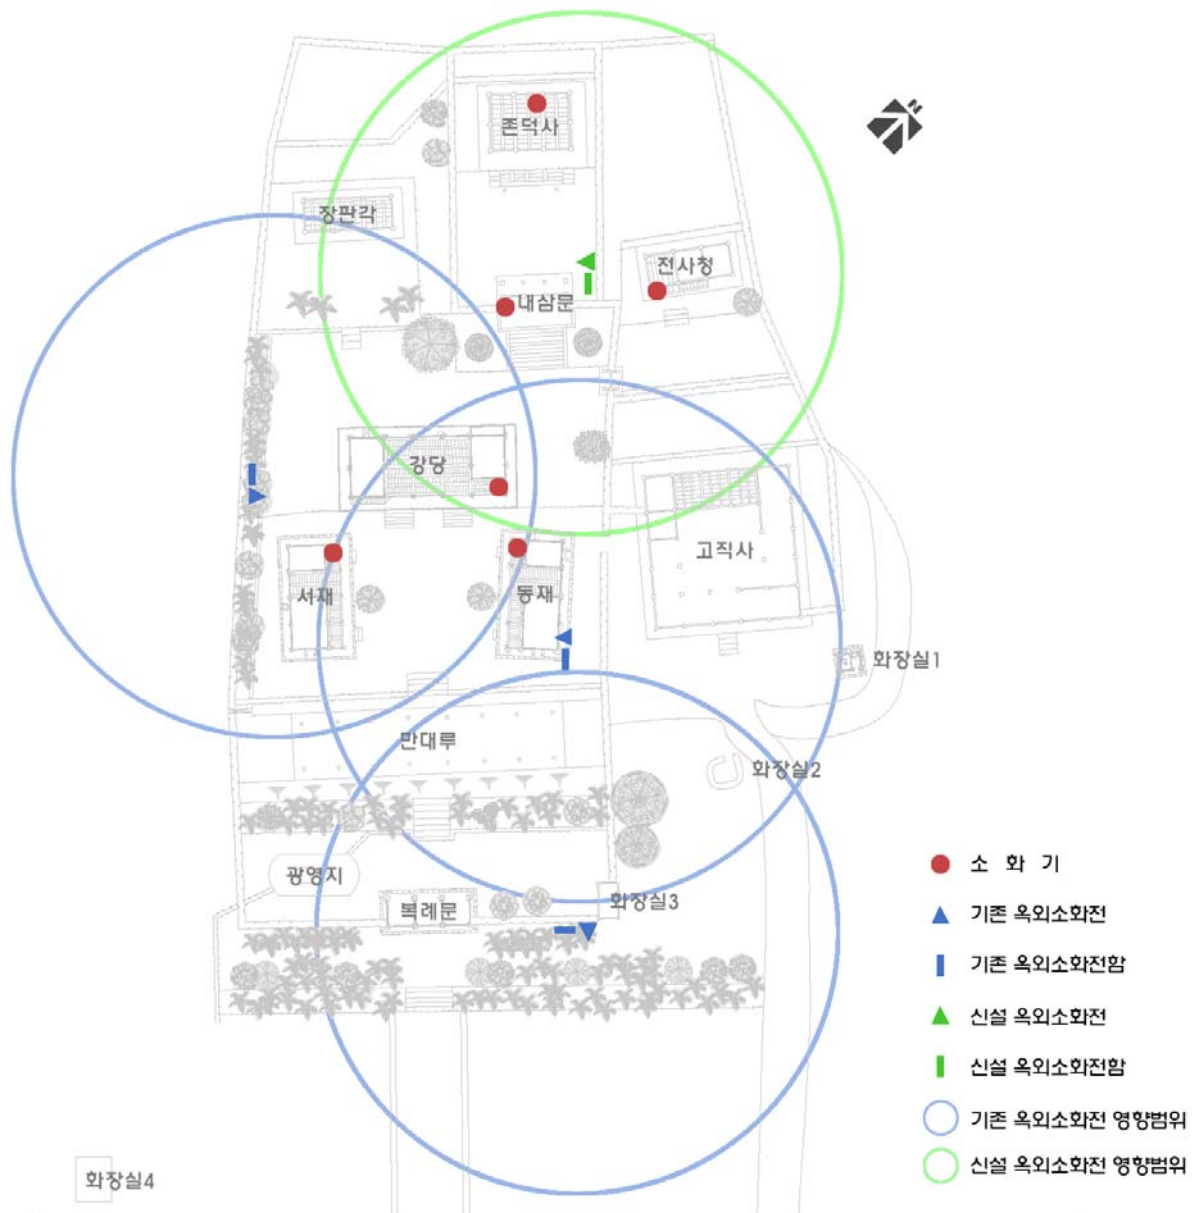 N
존덕사
장판각
전사청
내삼문
강당
고직사
서재
동재
화장실1
만대루
화장실2
광영지
복례문
화장실3
화장실4
소 화 기
기존 옥외소화전
기존 옥외소화전함
신설 옥외소화전
신설 옥외소화전함
기존 옥외소화전 영향범위
신설 옥외소화전 영향범위